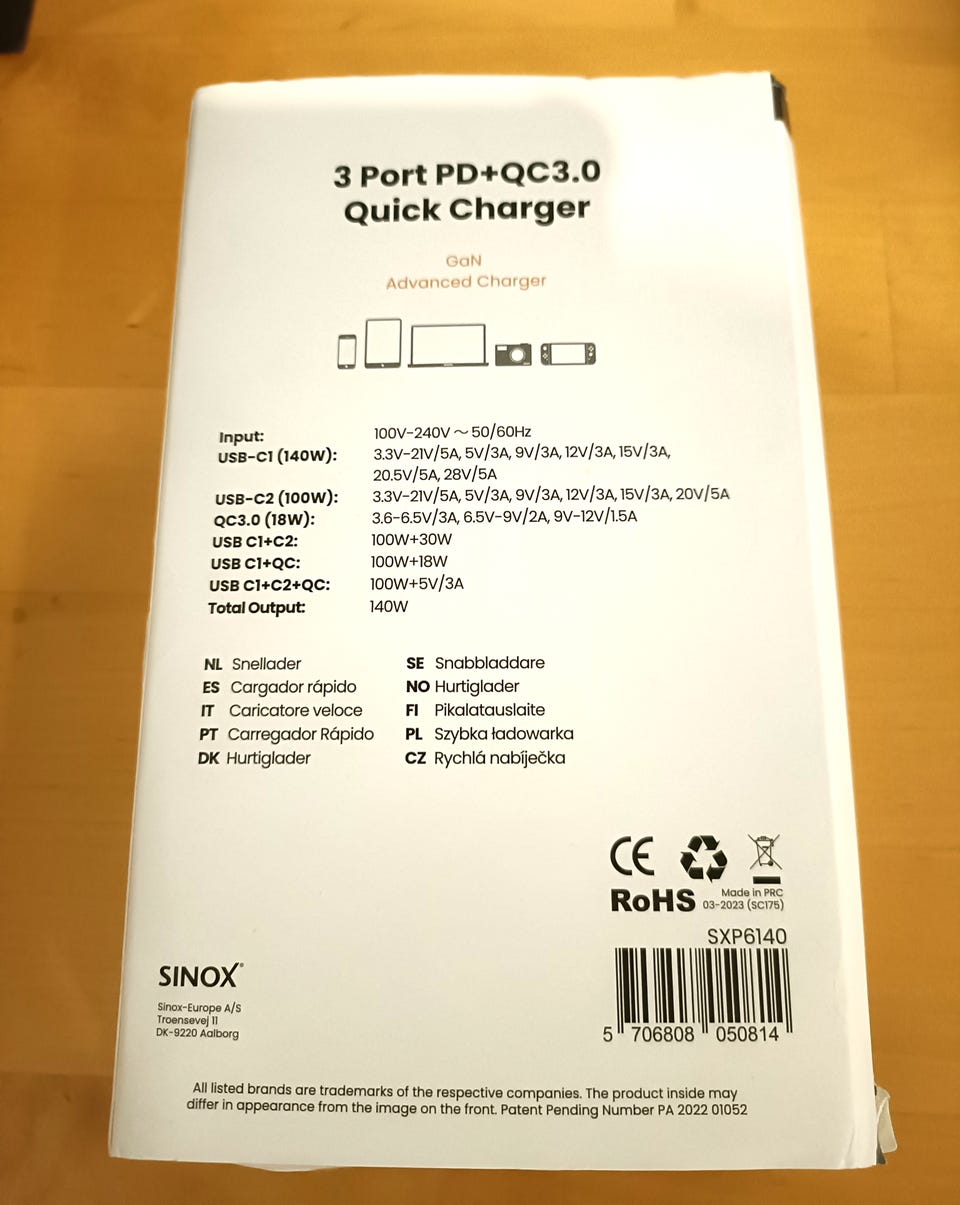 3 Port PD+QC3.0
Quick Charger
GaN
Advanced Charger
Input: 100V-240V ~ 50/60Hz
USB-C1 (140W): 3.3V-21V/5A, 5V/3A, 9V/3A, 12V/3A, 15V/3A,
20.5V/5A, 28V/5A
USB-C2 (100W): 3.3V-21V/5A, 5V/3A, 9V/3A, 12V/3A, 15V/3A, 20V/5A
QC3.0 (18W): 3.6-6.5V/3A, 6.5V-9V/2A, 9V-12V/1.5A
USB C1+C2: 100W+30W
USB C1+QC: 100W+18W
USB C1+C2+QC: 100W+5V/3A
Total Output: 140W
NL Snellader
ES Cargador rápido
IT Caricatore veloce
PT Carregador Rápido
DK Hurtiglader
SE Snabbladdare
NO Hurtiglader
FI Pikalatauslaite
PL Szybka ładowarka
CZ Rychlá nabíječka
CE
RoHS
Made in PRC
03-2023 (SC175)
SXP6140
5 706808 050814
SINOX®
Sinox-Europe A/S
Troensevej 11
DK-9220 Aalborg
All listed brands are trademarks of the respective companies. The product inside may
differ in appearance from the image on the front. Patent Pending Number PA 2022 01052